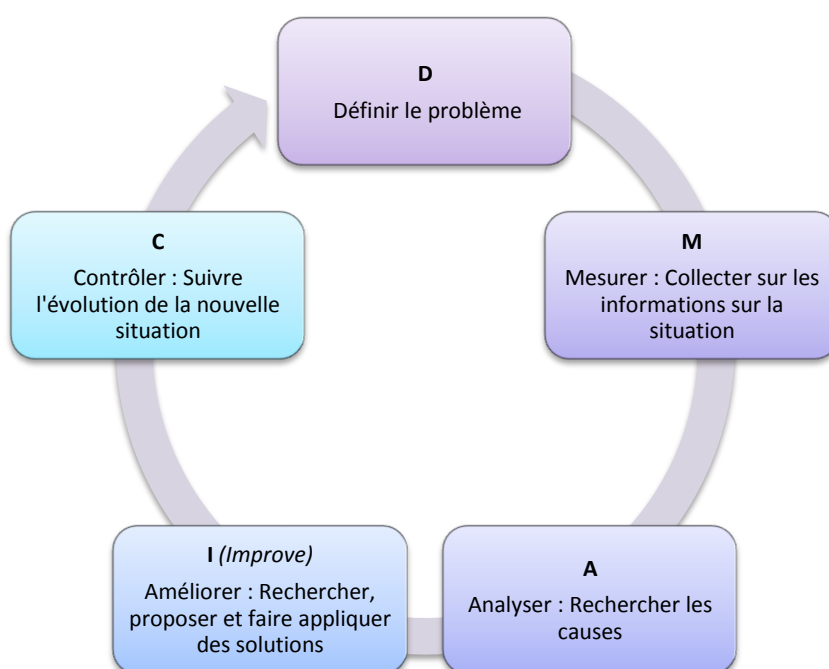 D
Définir le problème
M
Mesurer : Collecter sur les
informations sur la
situation
A
Analyser : Rechercher les
causes
I (Improve)
Améliorer : Rechercher,
proposer et faire appliquer
des solutions
C
Contrôler : Suivre
l'évolution de la nouvelle
situation